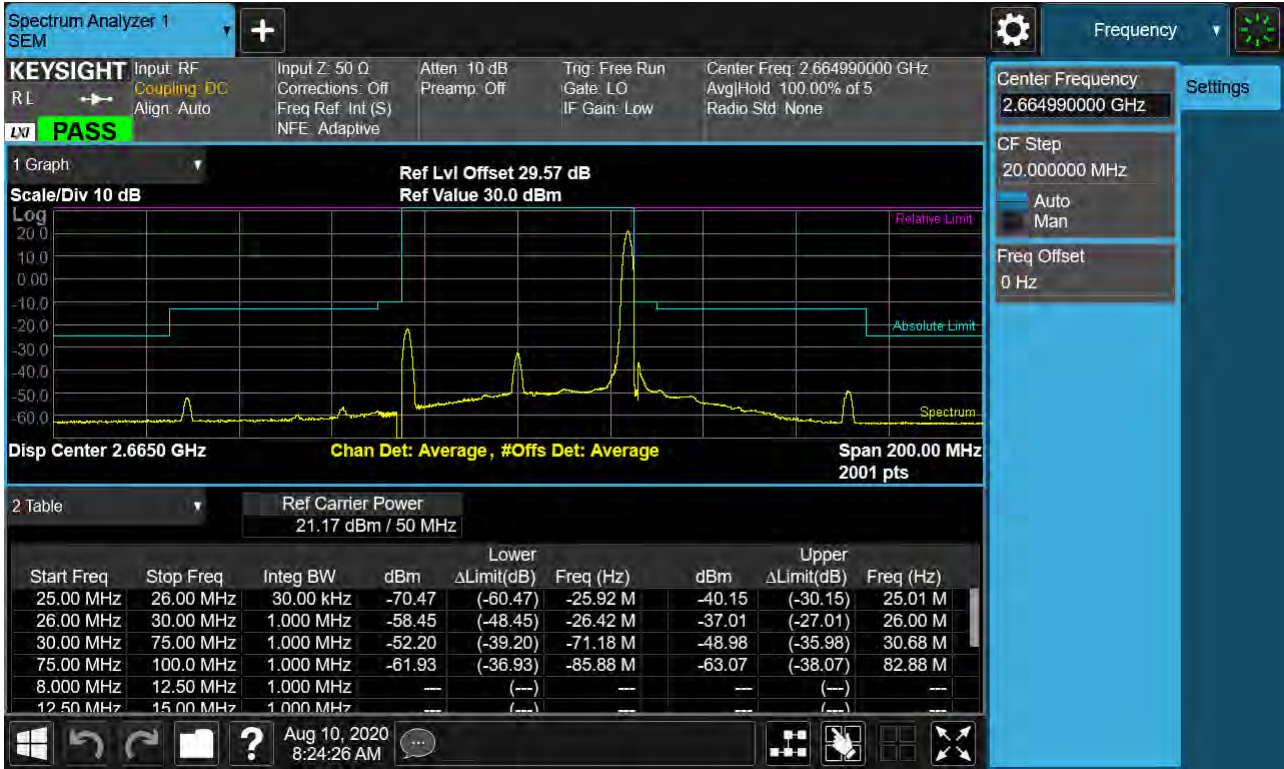 Spectrum Analyzer 1
SEM
Frequency
KEYSIGHT
R L
LXI
PASS
Input: RF
Coupling: DC
Align: Auto
Input Z: 50 Ω
Corrections: Off
Freq Ref: Int (S)
NFE: Adaptive
Atten: 10 dB
Preamp: Off
Trig: Free Run
Gate: LO
IF Gain: Low
Center Freq: 2.664990000 GHz
Avg|Hold: 100.00% of 5
Radio Std: None
Center Frequency
2.664990000 GHz
Settings
CF Step
20.000000 MHz
Auto
Man
Freq Offset
0 Hz
1 Graph
Scale/Div 10 dB
Ref Lvl Offset 29.57 dB
Ref Value 30.0 dBm
Log
20.0
10.0
0.00
-10.0
-20.0
-30.0
-40.0
-50.0
-60.0
Relative Limit
Absolute Limit
Spectrum
Disp Center 2.6650 GHz
Chan Det: Average, #Offs Det: Average
Span 200.00 MHz
2001 pts
2 Table
Ref Carrier Power
21.17 dBm / 50 MHz
Lower Upper
Start Freq Stop Freq Integ BW dBm ΔLimit(dB) Freq (Hz) dBm ΔLimit(dB) Freq (Hz)
25.00 MHz 26.00 MHz 30.00 kHz -70.47 (-60.47) -25.92 M -40.15 (-30.15) 25.01 M
26.00 MHz 30.00 MHz 1.000 MHz -58.45 (-48.45) -26.42 M -37.01 (-27.01) 26.00 M
30.00 MHz 75.00 MHz 1.000 MHz -52.20 (-39.20) -71.18 M -48.98 (-35.98) 30.68 M
75.00 MHz 100.0 MHz 1.000 MHz -61.93 (-36.93) -85.88 M -63.07 (-38.07) 82.88 M
8.000 MHz 12.50 MHz 1.000 MHz --- (---) --- --- (---) ---
12.50 MHz 15.00 MHz 1.000 MHz --- (---) --- --- (---) ---
Aug 10, 2020
8:24:26 AM